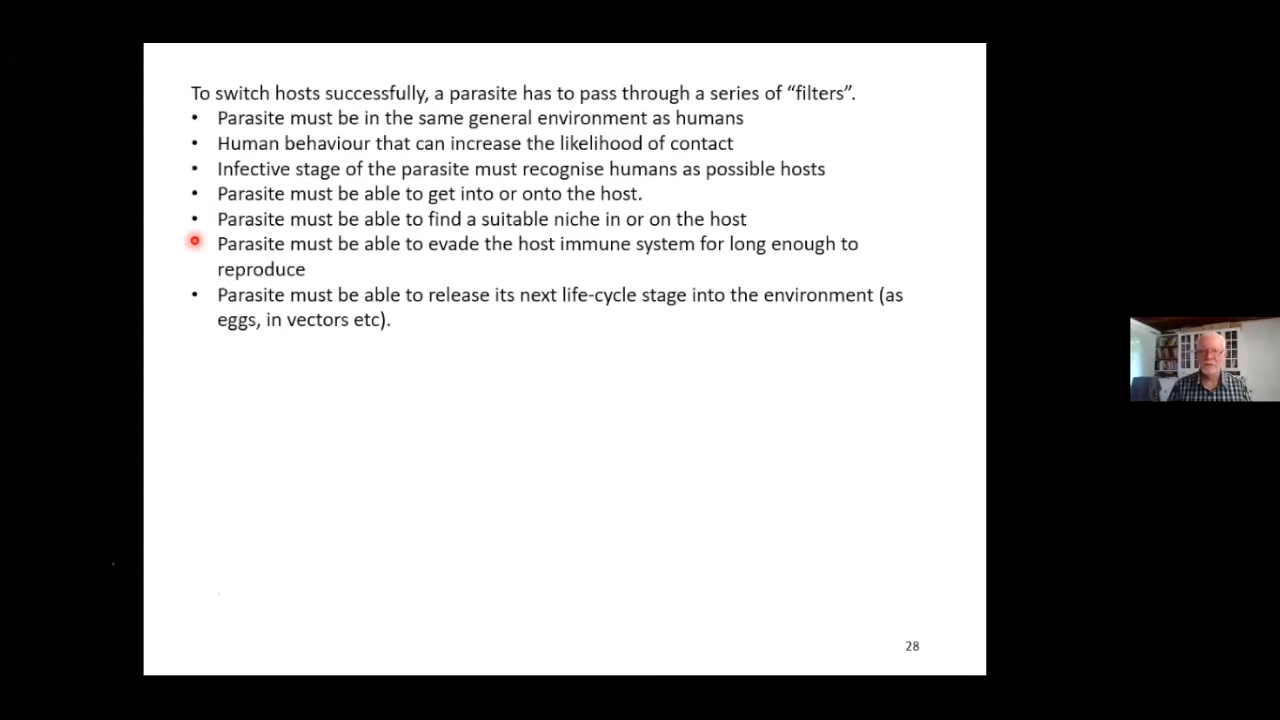 To switch hosts successfully, a parasite has to pass through a series of “filters”.
• Parasite must be in the same general environment as humans
• Human behaviour that can increase the likelihood of contact
• Infective stage of the parasite must recognise humans as possible hosts
• Parasite must be able to get into or onto the host.
• Parasite must be able to find a suitable niche in or on the host
Parasite must be able to evade the host immune system for long enough to
reproduce
• Parasite must be able to release its next life-cycle stage into the environment (as
eggs, in vectors etc).
28